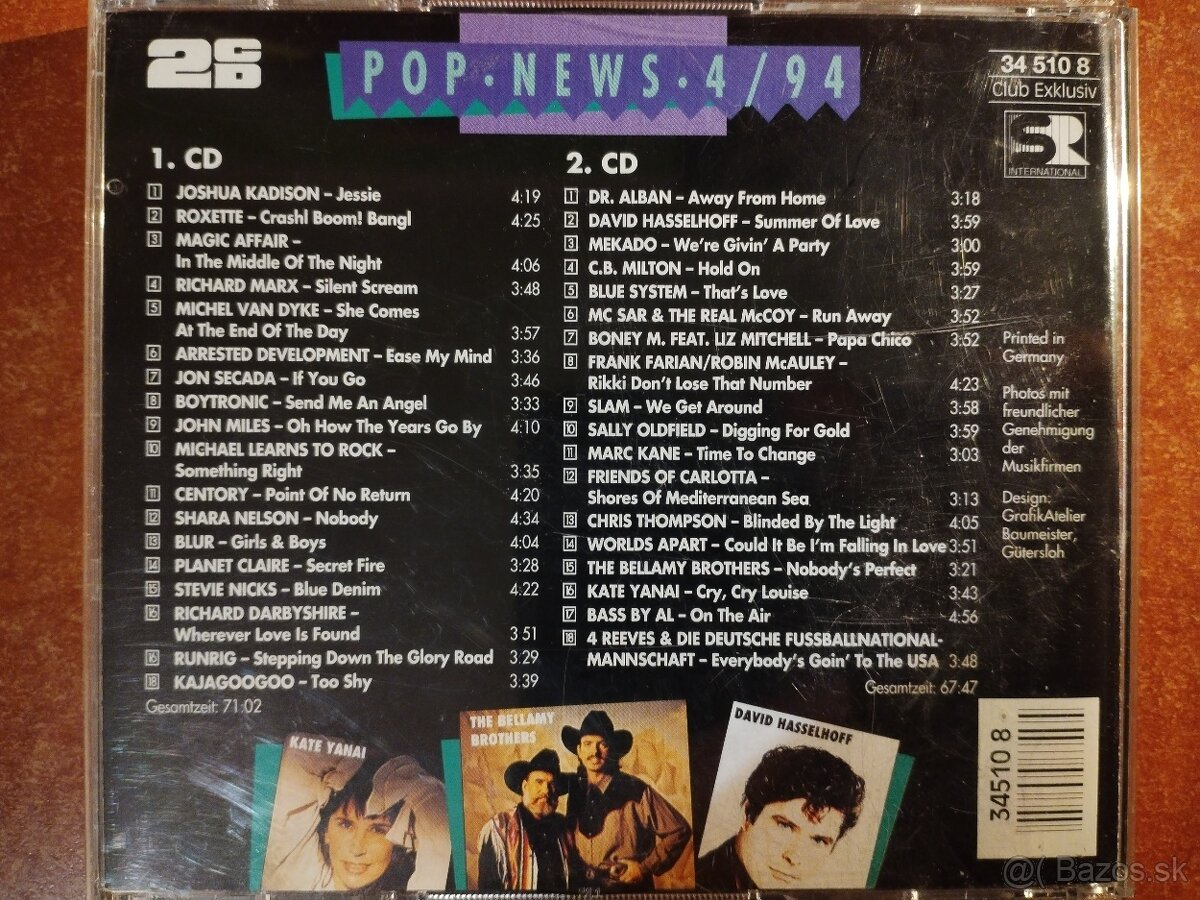 2CD
POP·NEWS·4/94
34 510 8
Club Exklusiv
SR
INTERNATIONAL
1. CD
1 JOSHUA KADISON – Jessie 4:19
2 ROXETTE – Crash! Boom! Bang! 4:25
3 MAGIC AFFAIR –
In The Middle Of The Night 4:06
4 RICHARD MARX – Silent Scream 3:48
5 MICHEL VAN DYKE – She Comes
At The End Of The Day 3:57
6 ARRESTED DEVELOPMENT – Ease My Mind 3:36
7 JON SECADA – If You Go 3:46
8 BOYTRONIC – Send Me An Angel 3:33
9 JOHN MILES – Oh How The Years Go By 4:10
10 MICHAEL LEARNS TO ROCK –
Something Right 3:35
11 CENTORY – Point Of No Return 4:20
12 SHARA NELSON – Nobody 4:34
13 BLUR – Girls & Boys 4:04
14 PLANET CLAIRE – Secret Fire 3:28
15 STEVIE NICKS – Blue Denim 4:22
16 RICHARD DARBYSHIRE –
Wherever Love Is Found 3 51
16 RUNRIG – Stepping Down The Glory Road 3:29
18 KAJAGOOGOO – Too Shy 3:39
Gesamtzeit: 71:02
2. CD
1 DR. ALBAN – Away From Home 3:18
2 DAVID HASSELHOFF – Summer Of Love 3:59
3 MEKADO – We're Givin' A Party 3:00
4 C.B. MILTON – Hold On 3:59
5 BLUE SYSTEM – That's Love 3:27
6 MC SAR & THE REAL McCOY – Run Away 3:52
7 BONEY M. FEAT. LIZ MITCHELL – Papa Chico 3:52
8 FRANK FARIAN/ROBIN McAULEY –
Rikki Don't Lose That Number 4:23
9 SLAM – We Get Around 3:58
10 SALLY OLDFIELD – Digging For Gold 3:59
11 MARC KANE – Time To Change 3:03
12 FRIENDS OF CARLOTTA –
Shores Of Mediterranean Sea 3:13
13 CHRIS THOMPSON – Blinded By The Light 4:05
14 WORLDS APART – Could It Be I'm Falling In Love 3:51
15 THE BELLAMY BROTHERS – Nobody's Perfect 3:21
16 KATE YANAI – Cry, Cry Louise 3:43
17 BASS BY AL – On The Air 4:56
18 4 REEVES & DIE DEUTSCHE FUSSBALLNATIONAL-
MANNSCHAFT – Everybody's Goin' To The USA 3:48
Gesamtzeit: 67:47
Printed in
Germany
Photos mit
freundlicher
Genehmigung
der
Musikfirmen
Design:
GrafikAtelier
Baumeister,
Gütersloh
KATE YANAI
THE BELLAMY
BROTHERS
DAVID HASSELHOFF
34510 8
@( Bazos.sk